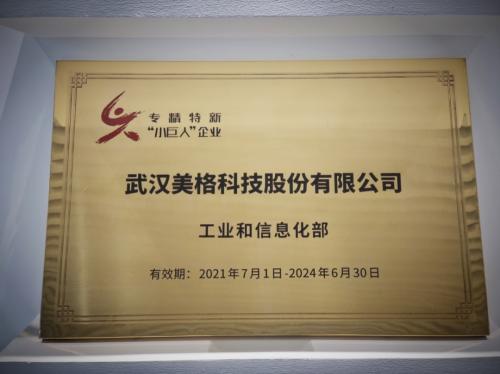 专精特新
“小巨人”企业
武汉美格科技股份有限公司
工业和信息化部
有效期：2021年7月1日-2024年6月30日